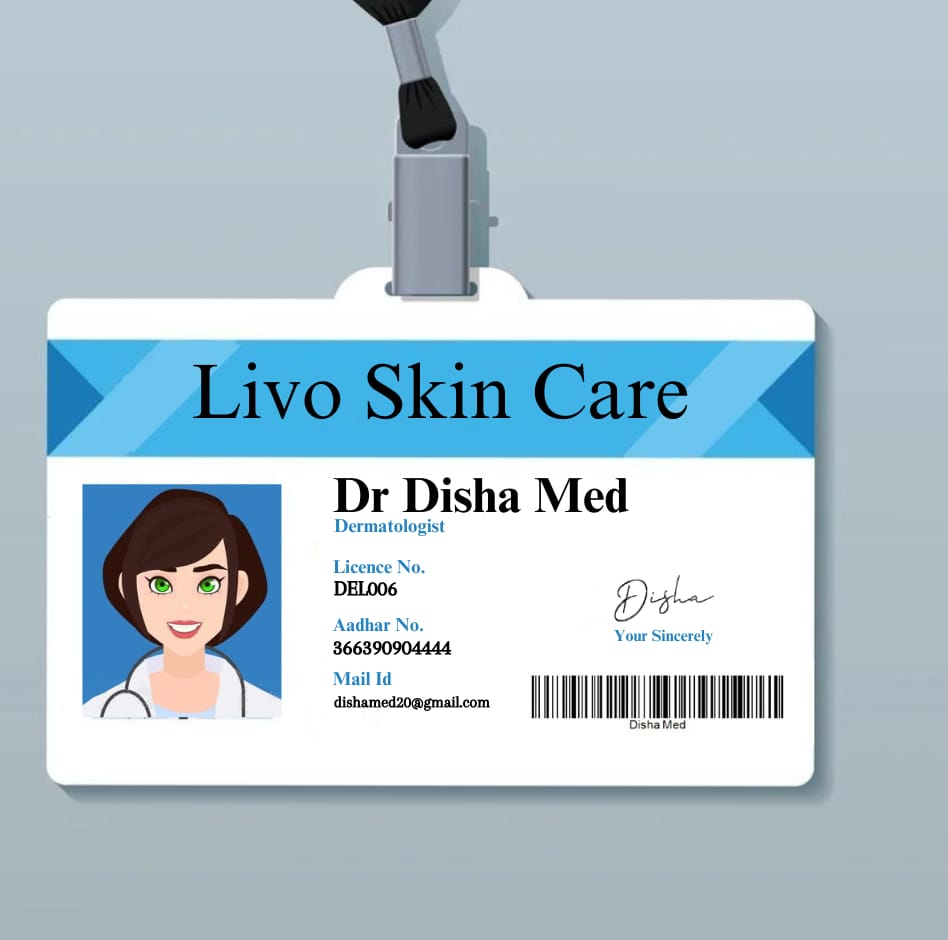 Livo Skin Care
Dr Disha Med
Dermatologist
Licence No.
DEL006
Aadhar No.
366390904444
Mail Id
dishamed20@gmail.com
Disha
Your Sincerely
Disha Med